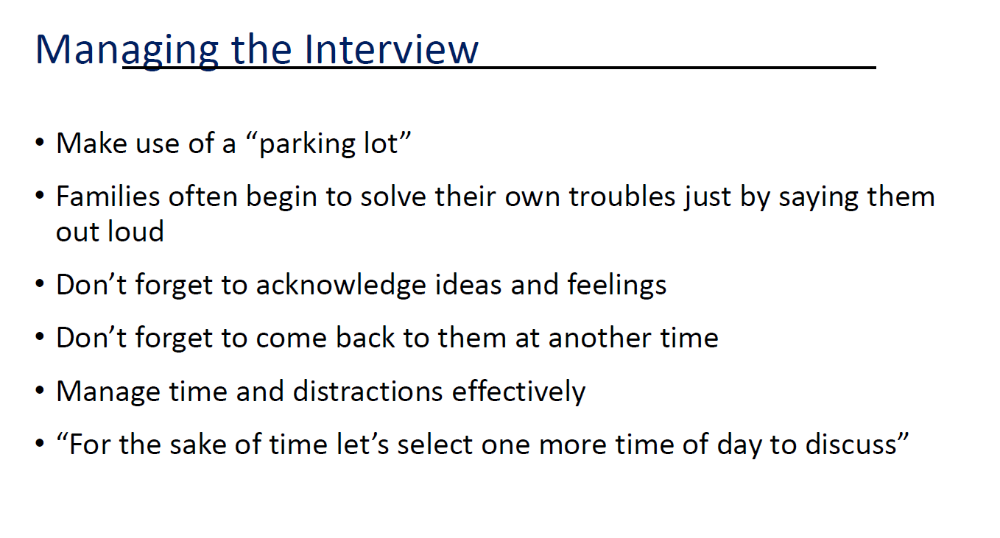 Managing the Interview
• Make use of a “parking lot”
• Families often begin to solve their own troubles just by saying them
out loud
• Don’t forget to acknowledge ideas and feelings
• Don’t forget to come back to them at another time
• Manage time and distractions effectively
• “For the sake of time let’s select one more time of day to discuss”